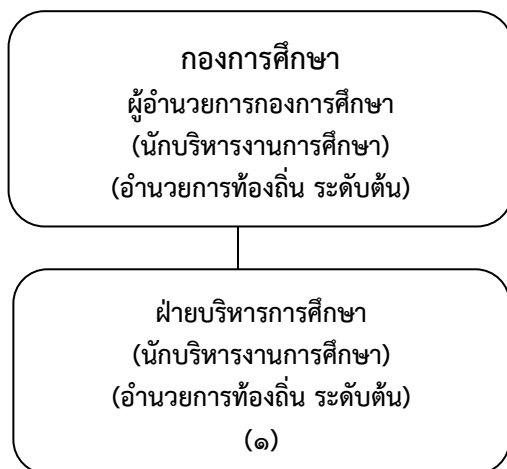 กองการศึกษา
ผู้อำนวยการกองการศึกษา
(นักบริหารงานการศึกษา)
(อำนวยการท้องถิ่น ระดับต้น)
ฝ่ายบริหารการศึกษา
(นักบริหารงานการศึกษา)
(อำนวยการท้องถิ่น ระดับต้น)
(๑)